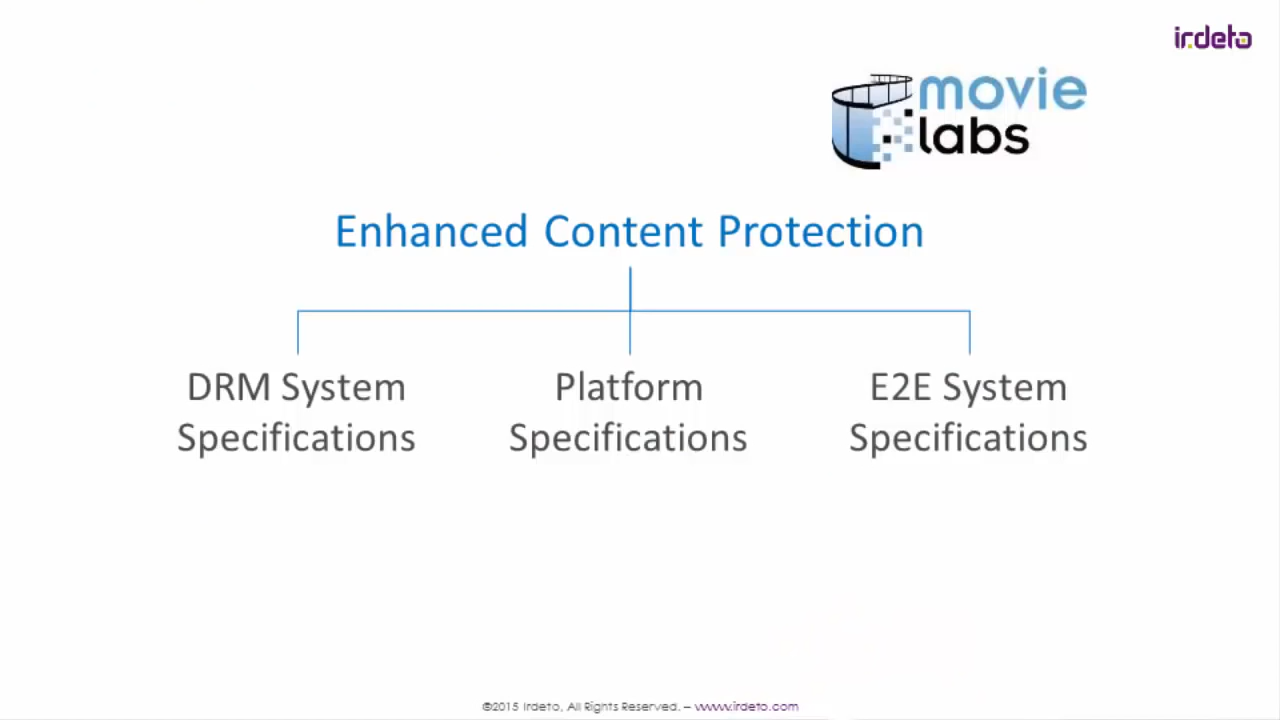 irdeto
movie
labs
Enhanced Content Protection
DRM System
Specifications
Platform
Specifications
E2E System
Specifications
©2015 Irdeto, All Rights Reserved. – www.irdeto.com